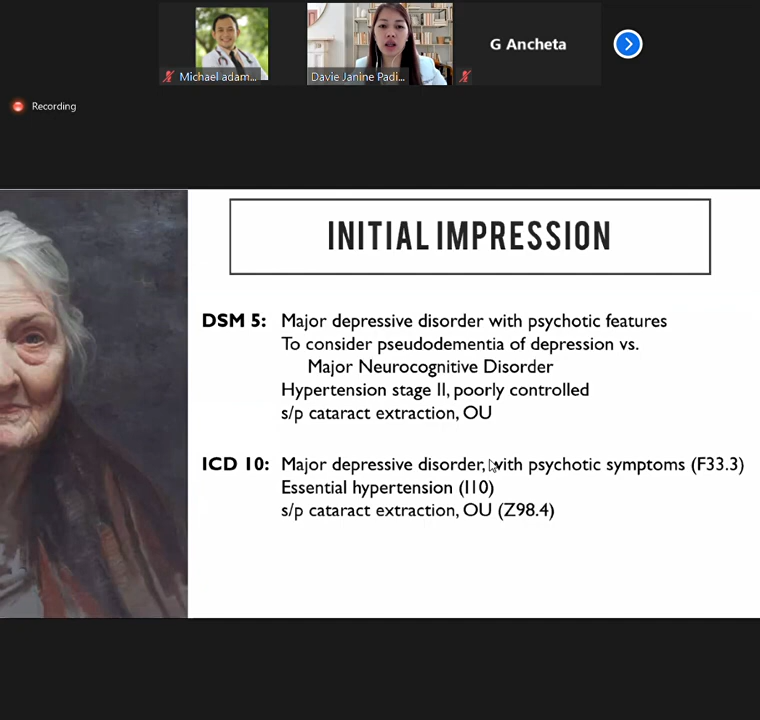 Michael adam...
Davie Janine Padi...
G Ancheta
Recording
INITIAL IMPRESSION
DSM 5: Major depressive disorder with psychotic features
To consider pseudodementia of depression vs.
Major Neurocognitive Disorder
Hypertension stage II, poorly controlled
s/p cataract extraction, OU
ICD 10: Major depressive disorder, with psychotic symptoms (F33.3)
Essential hypertension (I10)
s/p cataract extraction, OU (Z98.4)